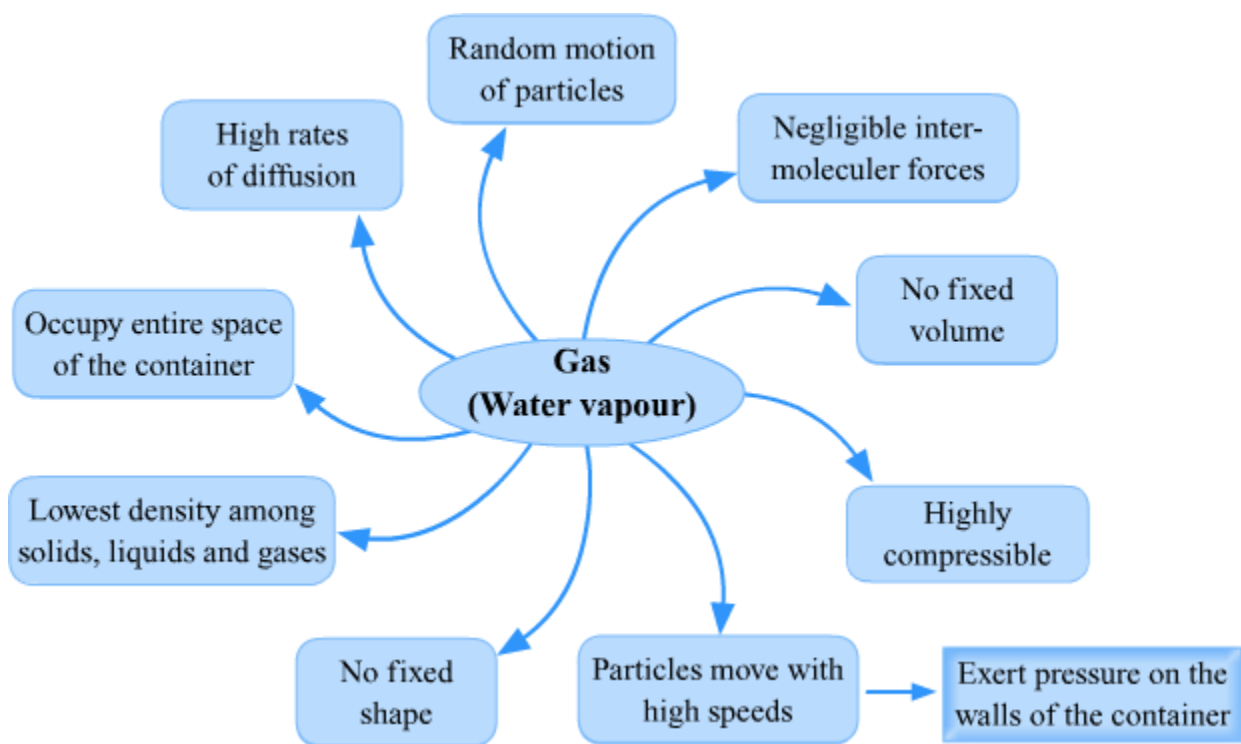 Random motion
of particles
Negligible inter-
moleculer forces
High rates
of diffusion
No fixed
volume
Occupy entire space
of the container
Gas
(Water vapour)
Lowest density among
solids, liquids and gases
Highly
compressible
No fixed
shape
Particles move with
high speeds
Exert pressure on the
walls of the container